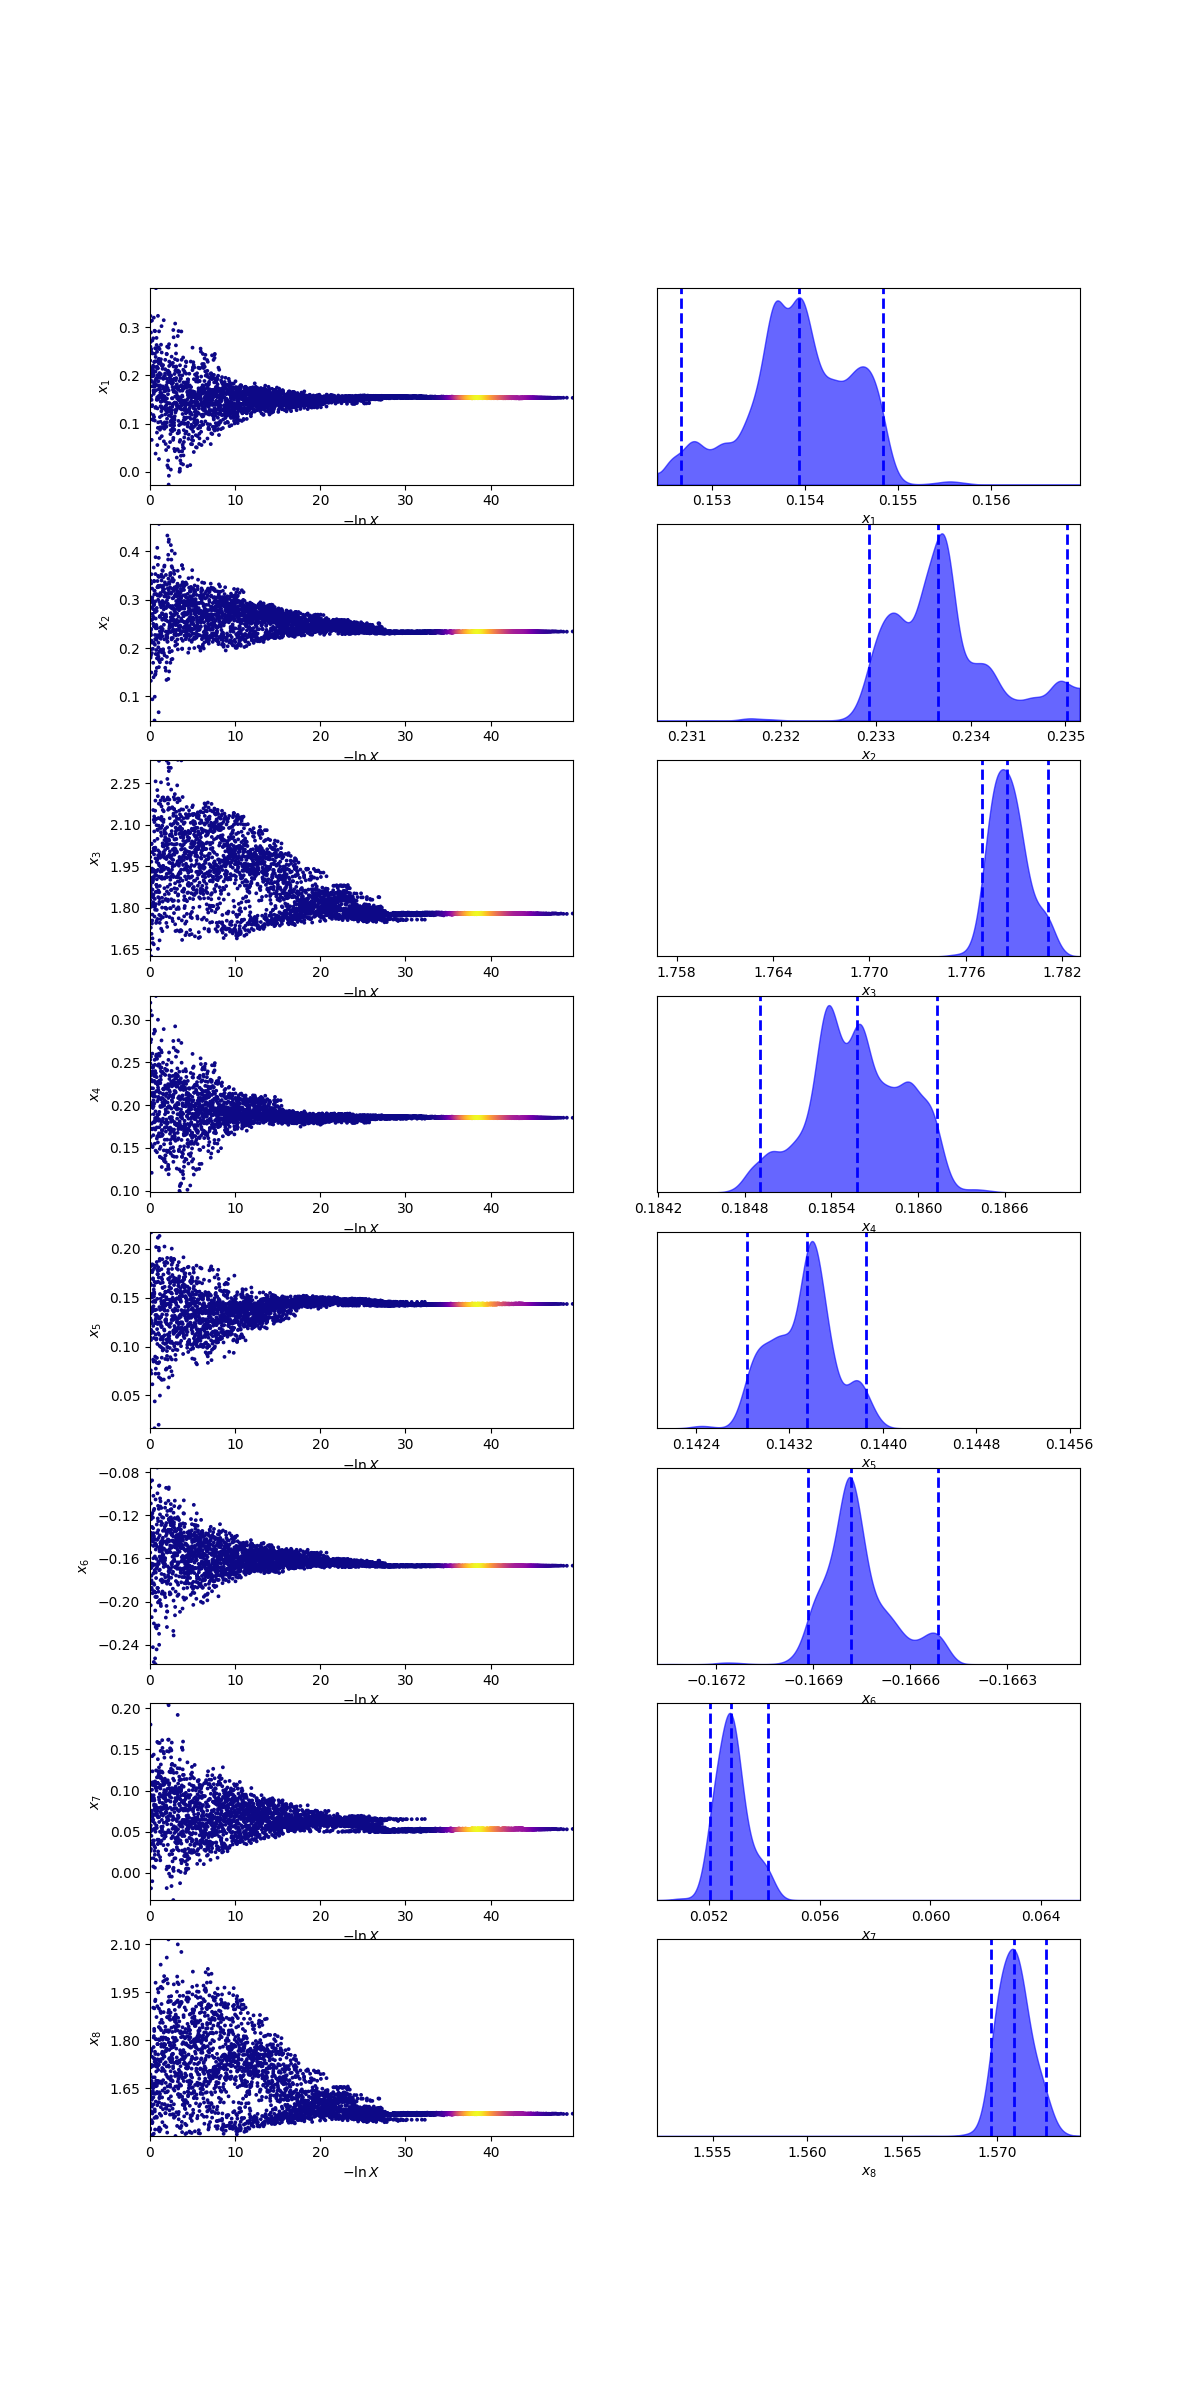 0.3
0.2
0.1
0.0
x₁
0 10 20 30 40
−ln X
0.153 0.154 0.155 0.156
x₁
0.4
0.3
0.2
0.1
x₂
0 10 20 30 40
−ln X
0.231 0.232 0.233 0.234 0.235
x₂
2.25
2.10
1.95
1.80
1.65
x₃
0 10 20 30 40
−ln X
1.758 1.764 1.770 1.776 1.782
x₃
0.30
0.25
0.20
0.15
0.10
x₄
0 10 20 30 40
−ln X
0.1842 0.1848 0.1854 0.1860 0.1866
x₄
0.20
0.15
0.10
0.05
x₅
0 10 20 30 40
−ln X
0.1424 0.1432 0.1440 0.1448 0.1456
x₅
−0.08
−0.12
−0.16
−0.20
−0.24
x₆
0 10 20 30 40
−ln X
−0.1672 −0.1669 −0.1666 −0.1663
x₆
0.20
0.15
0.10
0.05
0.00
x₇
0 10 20 30 40
−ln X
0.052 0.056 0.060 0.064
x₇
2.10
1.95
1.80
1.65
x₈
0 10 20 30 40
−ln X
1.555 1.560 1.565 1.570
x₈